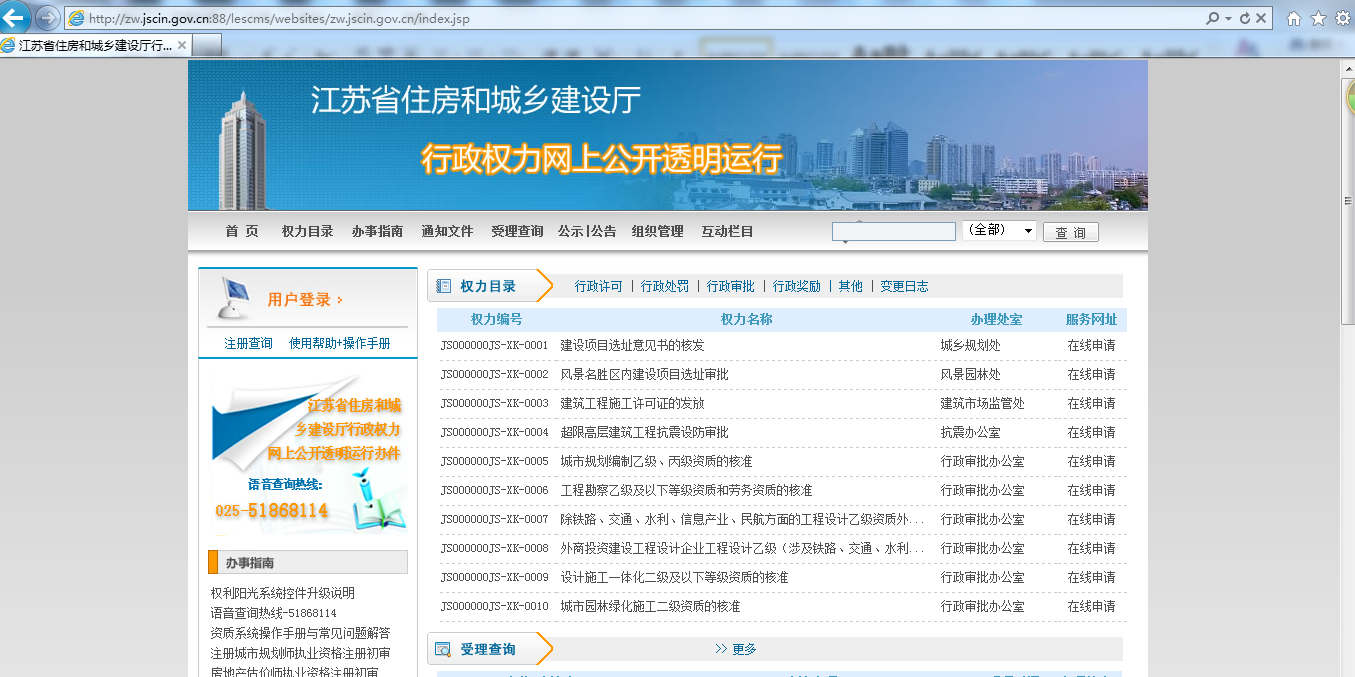 http://zw.jscin.gov.cn:88/lescms/websites/zw.jscin.gov.cn/index.jsp
江苏省住房和城乡建设厅行...
江苏省住房和城乡建设厅
行政权力网上公开透明运行
首 页 权力目录 办事指南 通知文件 受理查询 公示|公告 组织管理 互动栏目 (全部) 查 询
用户登录
注册查询 使用帮助+操作手册
江苏省住房和城
乡建设厅行政权力
网上公开透明运行办件
语音查询热线:
025-51868114
办事指南
权利阳光系统控件升级说明
语音查询热线-51868114
资质系统操作手册与常见问题解答
注册城市规划师执业资格注册初审
房地产估价师执业资格注册初审
权力目录 行政许可 | 行政处罚 | 行政审批 | 行政奖励 | 其他 | 变更日志
权力编号 权力名称 办理处室 服务网址
JS000000JS-XK-0001 建设项目选址意见书的核发 城乡规划处 在线申请
JS000000JS-XK-0002 风景名胜区内建设项目选址审批 风景园林处 在线申请
JS000000JS-XK-0003 建筑工程施工许可证的发放 建筑市场监管处 在线申请
JS000000JS-XK-0004 超限高层建筑工程抗震设防审批 抗震办公室 在线申请
JS000000JS-XK-0005 城市规划编制乙级、丙级资质的核准 行政审批办公室 在线申请
JS000000JS-XK-0006 工程勘察乙级及以下等级资质和劳务资质的核准 行政审批办公室 在线申请
JS000000JS-XK-0007 除铁路、交通、水利、信息产业、民航方面的工程设计乙级资质外... 行政审批办公室 在线申请
JS000000JS-XK-0008 外商投资建设工程设计企业工程设计乙级（涉及铁路、交通、水利... 行政审批办公室 在线申请
JS000000JS-XK-0009 设计施工一体化二级及以下等级资质的核准 行政审批办公室 在线申请
JS000000JS-XK-0010 城市园林绿化施工二级资质的核准 行政审批办公室 在线申请
受理查询 >> 更多